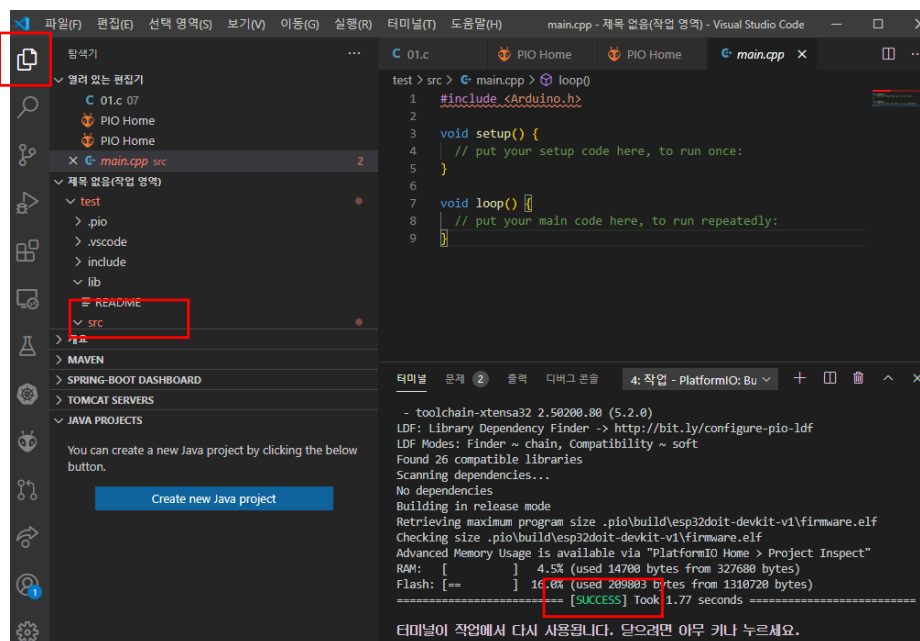 파일(F) 편집(E) 선택 영역(S) 보기(V) 이동(G) 실행(R) 터미널(T) 도움말(H) main.cpp - 제목 없음(작업 영역) - Visual Studio Code
탐색기
열려 있는 편집기
C 01.c 07
PIO Home
PIO Home
main.cpp src 2
제목 없음(작업 영역)
test
.pio
.vscode
include
lib
README
src
개요
MAVEN
SPRING-BOOT DASHBOARD
TOMCAT SERVERS
JAVA PROJECTS
You can create a new Java project by clicking the below
button.
Create new Java project
1
C 01.c PIO Home PIO Home main.cpp
test > src > main.cpp > loop()
1 #include <Arduino.h>
2
3 void setup() {
4 // put your setup code here, to run once:
5 }
6
7 void loop() {
8 // put your main code here, to run repeatedly:
9 }
터미널 문제 2 출력 디버그 콘솔 4: 작업 - PlatformIO: Bu
- toolchain-xtensa32 2.50200.80 (5.2.0)
LDF: Library Dependency Finder -> http://bit.ly/configure-pio-ldf
LDF Modes: Finder ~ chain, Compatibility ~ soft
Found 26 compatible libraries
Scanning dependencies...
No dependencies
Building in release mode
Retrieving maximum program size .pio\build\esp32doit-devkit-v1\firmware.elf
Checking size .pio\build\esp32doit-devkit-v1\firmware.elf
Advanced Memory Usage is available via "PlatformIO Home > Project Inspect"
RAM: [ ] 4.5% (used 14700 bytes from 327680 bytes)
Flash: [== ] 16.0% (used 209803 bytes from 1310720 bytes)
========================= [SUCCESS] Took 1.77 seconds =========================
터미널이 작업에서 다시 사용됩니다. 닫으려면 아무 키나 누르세요.